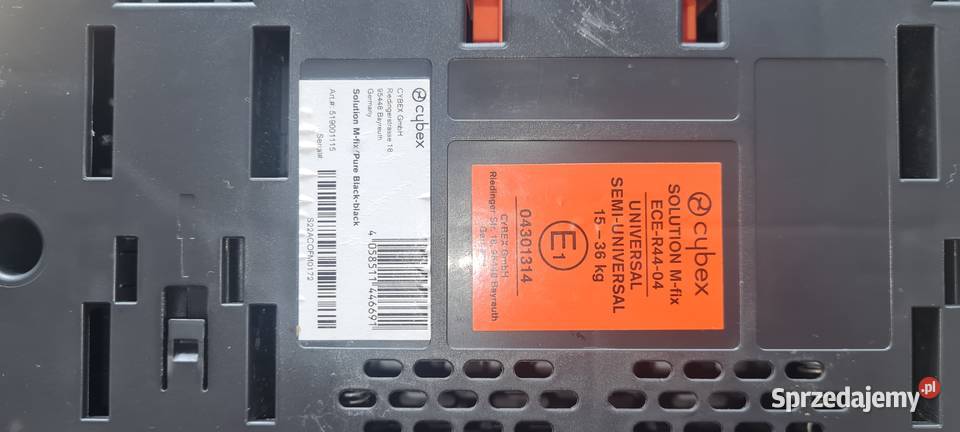 cybex
CYBEX GmbH
Riedingerstrasse 18
95448 Bayreuth
Germany
Solution M-fix/Pure Black-black
Art.#: 519001115
Serial#
S22ACOFM0172
4 058511 446691
cybex
SOLUTION M-fix
ECE-R44-04
UNIVERSAL
SEMI-UNIVERSAL
15 – 36 kg
E1
04301314
CYBEX GmbH
Riedinger Str. 18, 95448 Bayreuth
Sprzedajemy.pl